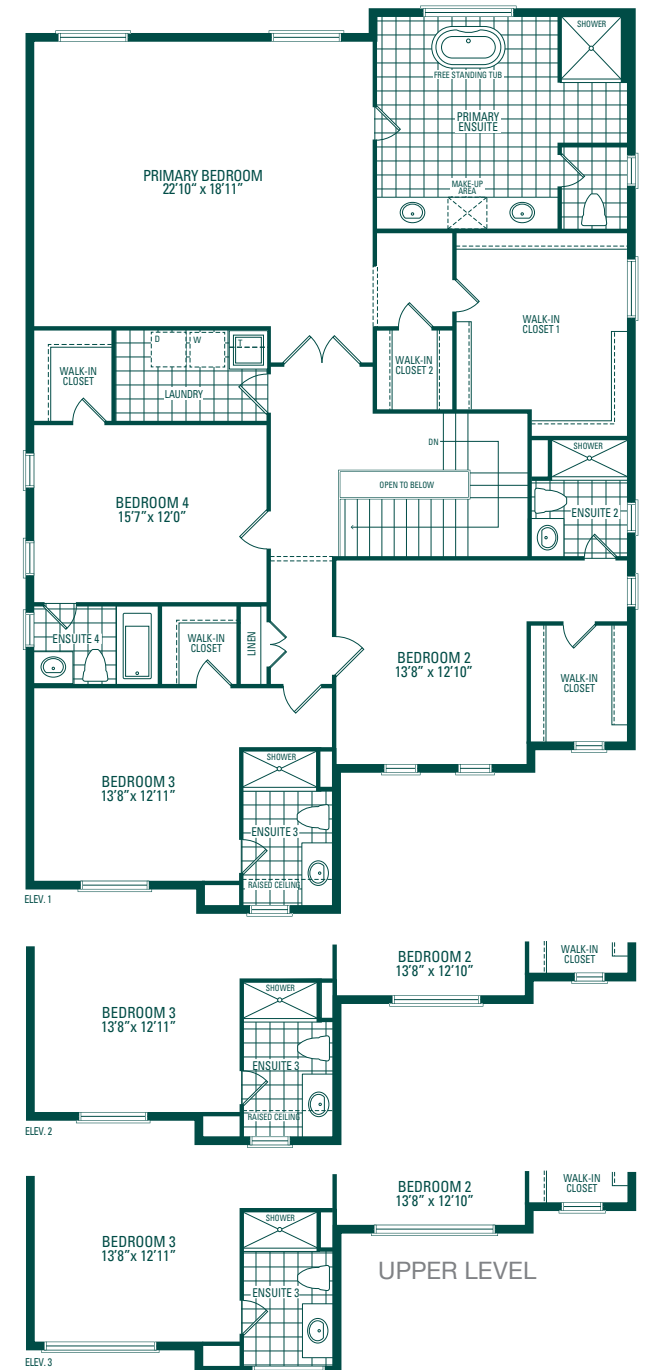 SHOWER
FREE STANDING TUB
PRIMARY
ENSUITE
PRIMARY BEDROOM
22'10" x 18'11"
MAKE-UP
AREA
WALK-IN
CLOSET 1
D
W
T
WALK-IN
CLOSET
LAUNDRY
WALK-IN
CLOSET 2
DN
SHOWER
OPEN TO BELOW
BEDROOM 4
15'7" x 12'0"
ENSUITE 2
ENSUITE 4
WALK-IN
CLOSET
LINEN
BEDROOM 2
13'8" x 12'10"
WALK-IN
CLOSET
SHOWER
BEDROOM 3
13'8" x 12'11"
ENSUITE 3
RAISED CEILING
ELEV. 1
WALK-IN
CLOSET
BEDROOM 2
13'8" x 12'10"
SHOWER
BEDROOM 3
13'8" x 12'11"
ENSUITE 3
RAISED CEILING
ELEV. 2
WALK-IN
CLOSET
BEDROOM 2
13'8" x 12'10"
SHOWER
BEDROOM 3
13'8" x 12'11"
UPPER LEVEL
ENSUITE 3
ELEV. 3